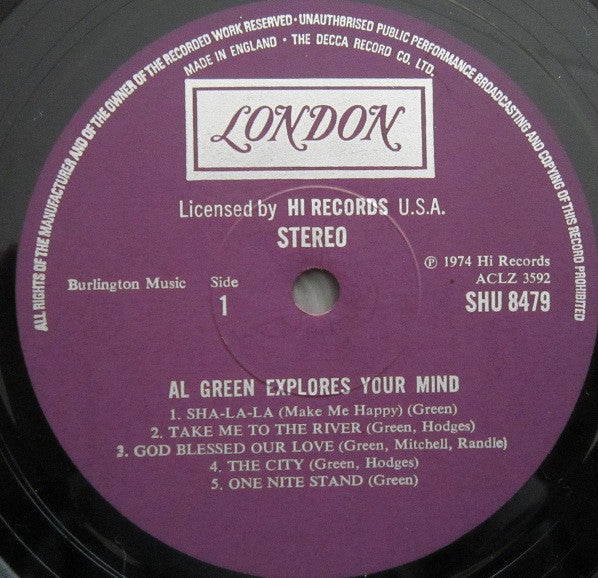 ALL RIGHTS OF THE MANUFACTURER AND OF THE OWNER OF THE RECORDED WORK RESERVED · UNAUTHORISED PUBLIC PERFORMANCE BROADCASTING AND COPYING OF THIS RECORD PROHIBITED
MADE IN ENGLAND · THE DECCA RECORD CO. LTD.
LONDON
Licensed by HI RECORDS U.S.A.
STEREO
Burlington Music
Side
1
℗ 1974 Hi Records
ACLZ 3592
SHU 8479
AL GREEN EXPLORES YOUR MIND
1. SHA-LA-LA (Make Me Happy) (Green)
2. TAKE ME TO THE RIVER (Green, Hodges)
3. GOD BLESSED OUR LOVE (Green, Mitchell, Randle)
4. THE CITY (Green, Hodges)
5. ONE NITE STAND (Green)